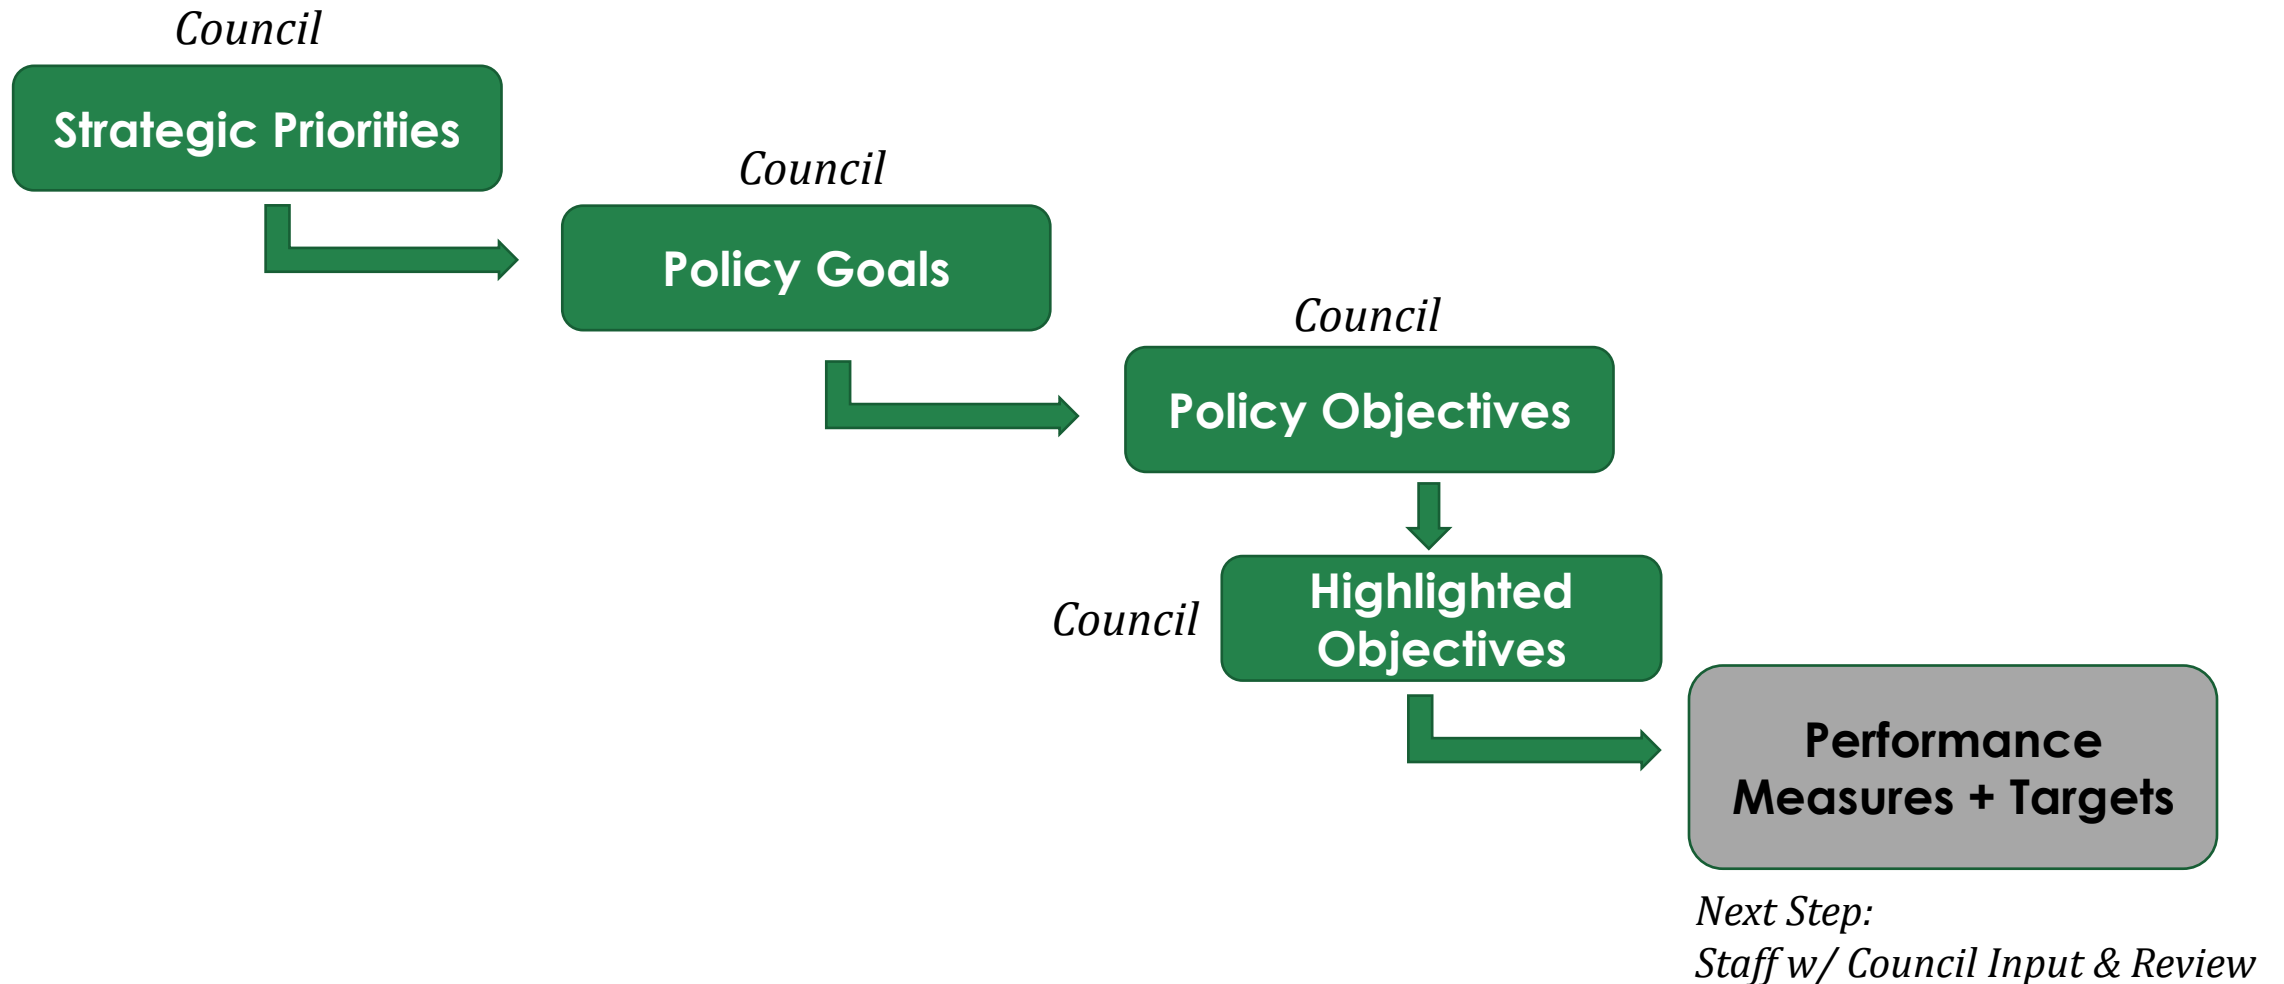 Council
Strategic Priorities
Council
Policy Goals
Council
Policy Objectives
Council
Highlighted
Objectives
Performance
Measures + Targets
Next Step:
Staff w/ Council Input & Review